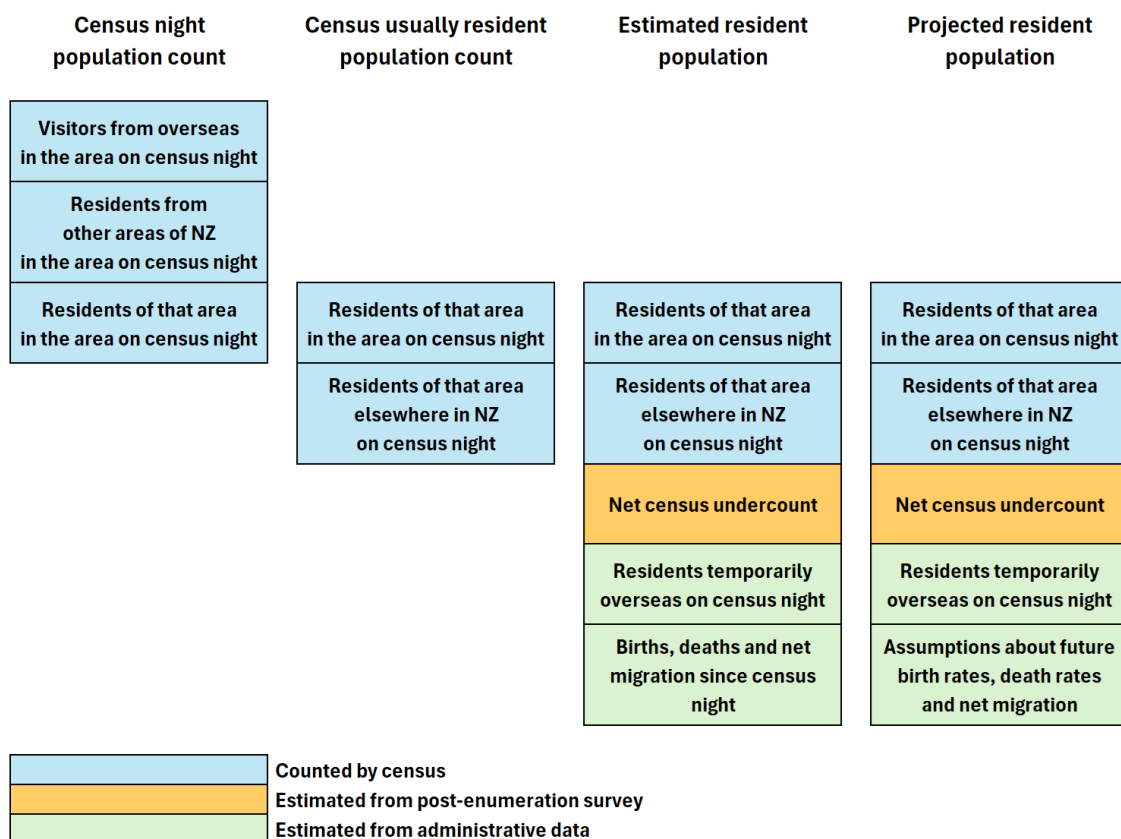 Census night
population count
Census usually resident
population count
Estimated resident
population
Projected resident
population
Visitors from overseas
in the area on census night
Residents from
other areas of NZ
in the area on census night
Residents of that area
in the area on census night
Residents of that area
in the area on census night
Residents of that area
elsewhere in NZ
on census night
Residents of that area
in the area on census night
Residents of that area
elsewhere in NZ
on census night
Net census undercount
Residents temporarily
overseas on census night
Births, deaths and net
migration since census
night
Residents of that area
in the area on census night
Residents of that area
elsewhere in NZ
on census night
Net census undercount
Residents temporarily
overseas on census night
Assumptions about future
birth rates, death rates
and net migration
Counted by census
Estimated from post-enumeration survey
Estimated from administrative data